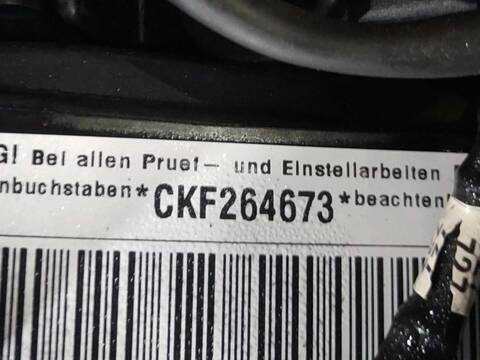 G! Bei allen Pruef- und Einstellarbeiten
nbuchstaben*CKF264673*beachten!